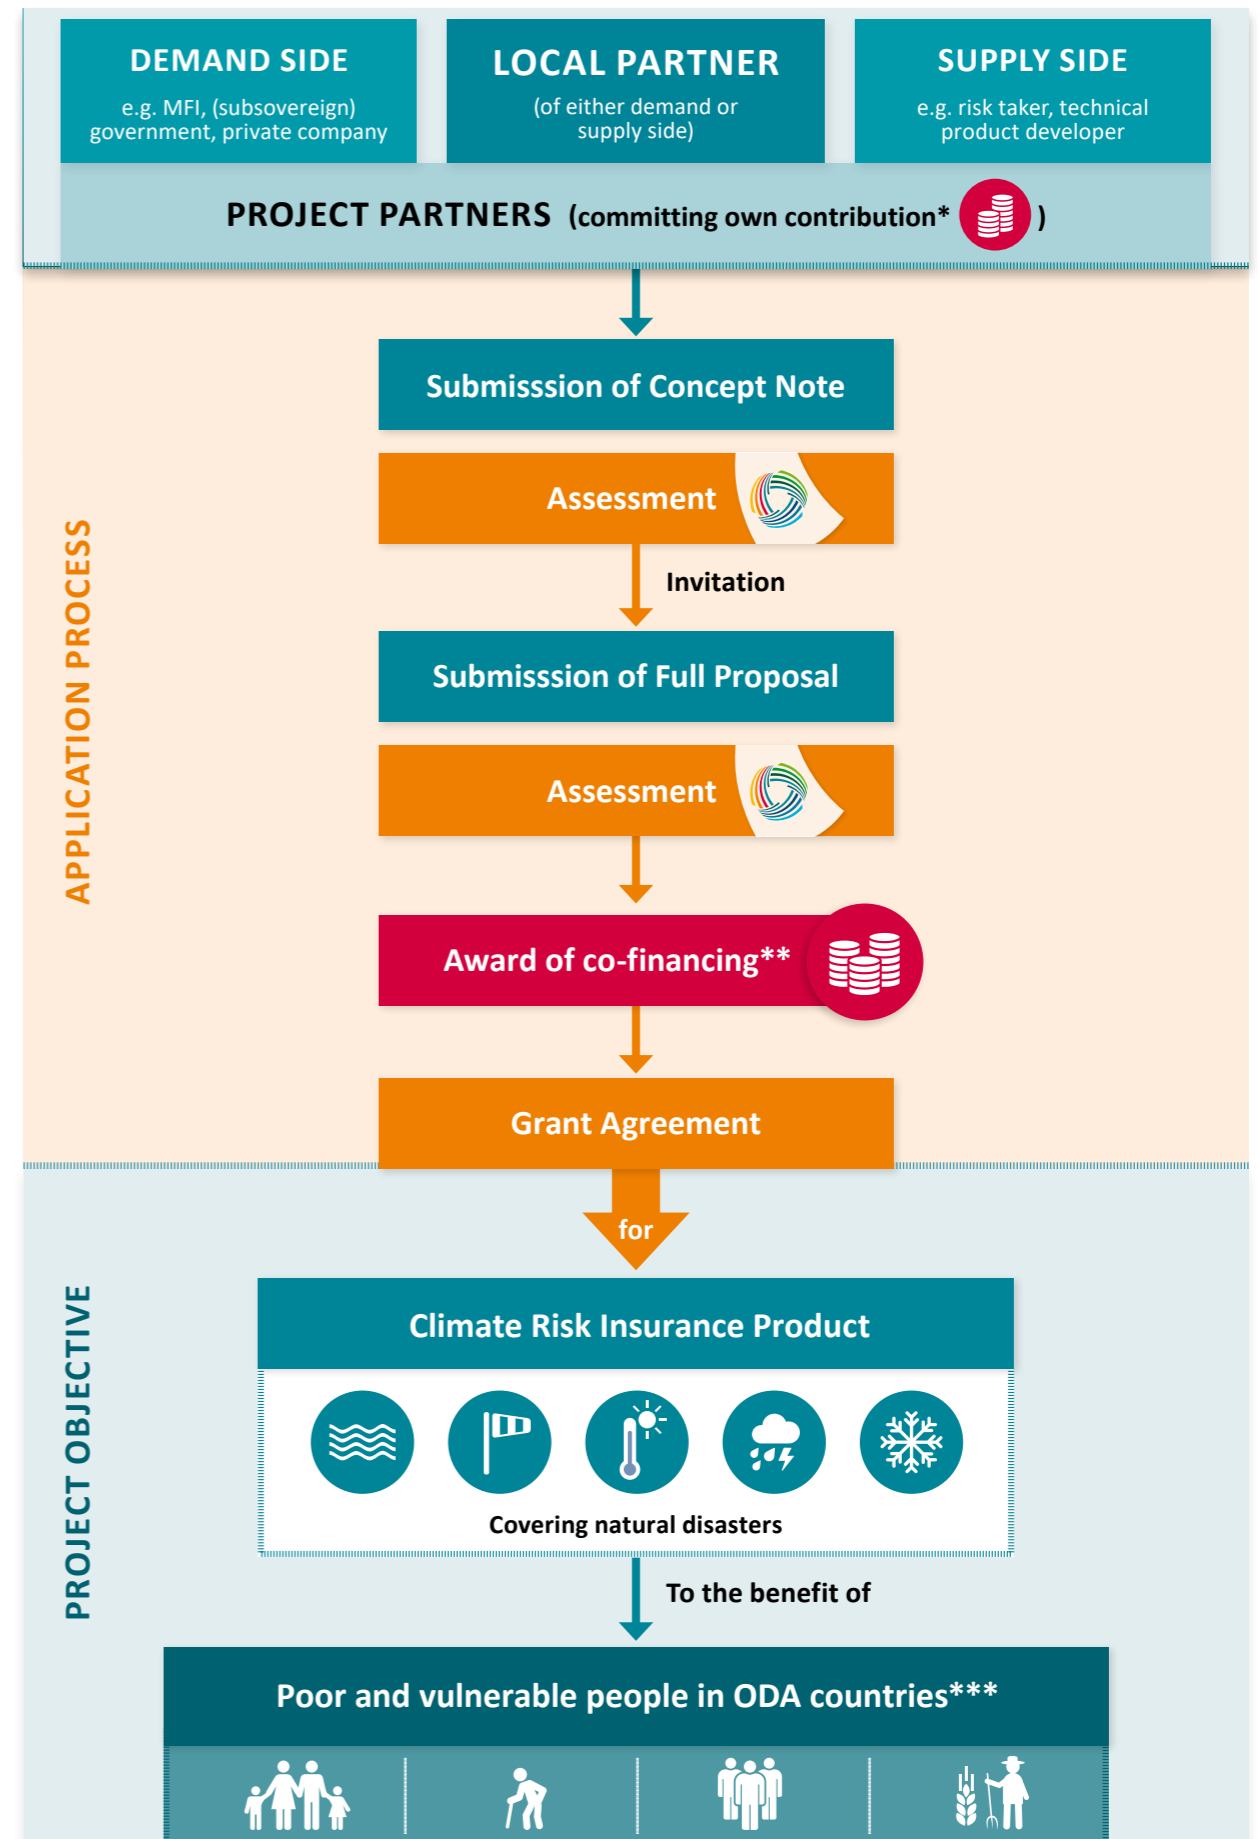 DEMAND SIDE
e.g. MFI, (subsovereign)
government, private company
LOCAL PARTNER
(of either demand or
supply side)
SUPPLY SIDE
e.g. risk taker, technical
product developer
PROJECT PARTNERS (committing own contribution* )
APPLICATION PROCESS
Submisssion of Concept Note
Assessment
Invitation
Submisssion of Full Proposal
Assessment
Award of co-financing**
Grant Agreement
for
PROJECT OBJECTIVE
Climate Risk Insurance Product
Covering natural disasters
To the benefit of
Poor and vulnerable people in ODA countries***